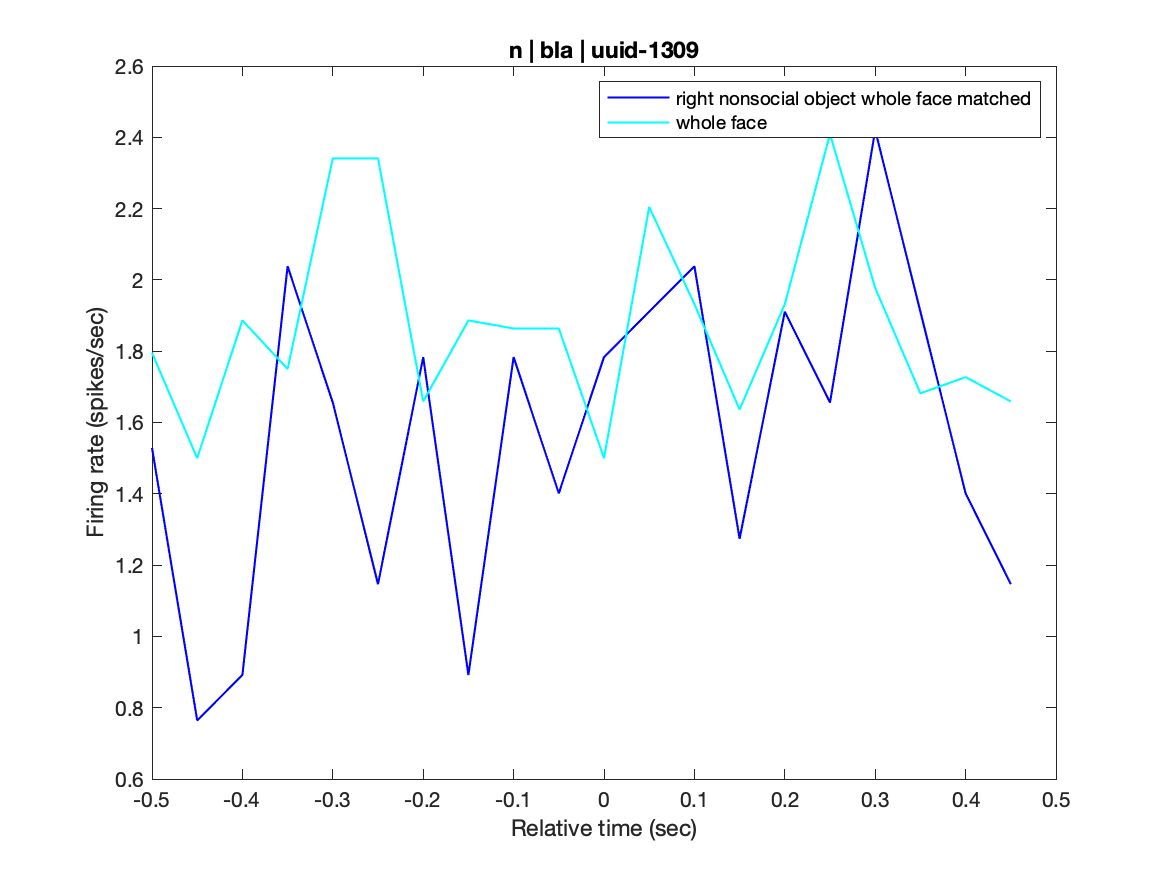 n | bla | uuid-1309
right nonsocial object whole face matched
whole face
Firing rate (spikes/sec)
2.6
2.4
2.2
2
1.8
1.6
1.4
1.2
1
0.8
0.6
-0.5 -0.4 -0.3 -0.2 -0.1 0 0.1 0.2 0.3 0.4 0.5
Relative time (sec)